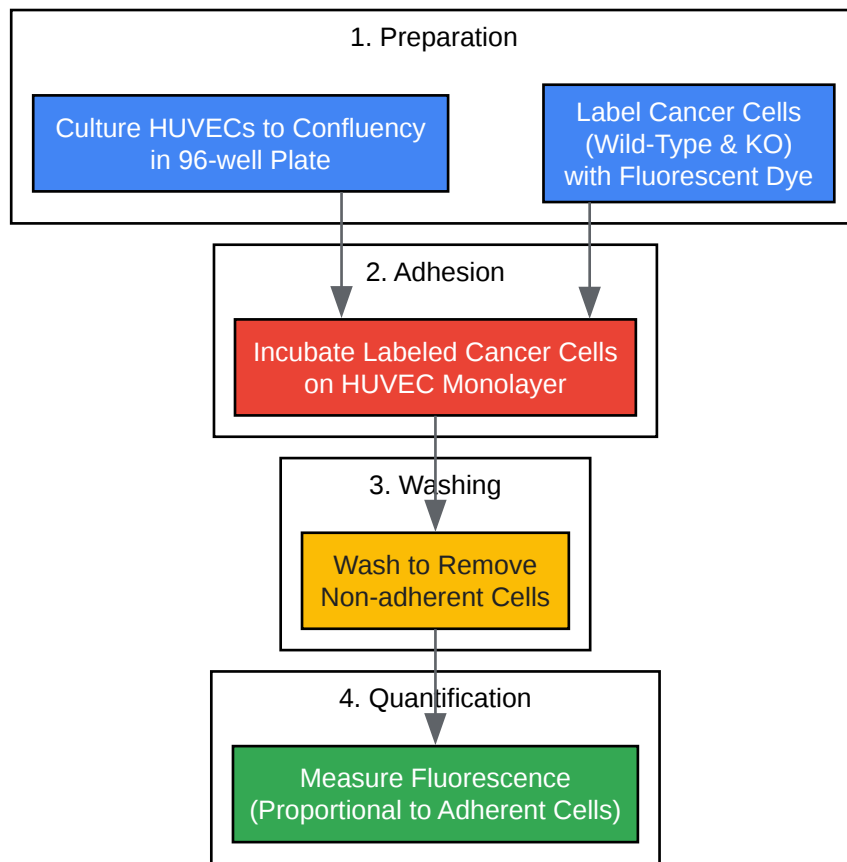 1. Preparation
Culture HUVECs to Confluency
in 96-well Plate
Label Cancer Cells
(Wild-Type & KO)
with Fluorescent Dye
2. Adhesion
Incubate Labeled Cancer Cells
on HUVEC Monolayer
3. Washing
Wash to Remove
Non-adherent Cells
4. Quantification
Measure Fluorescence
(Proportional to Adherent Cells)